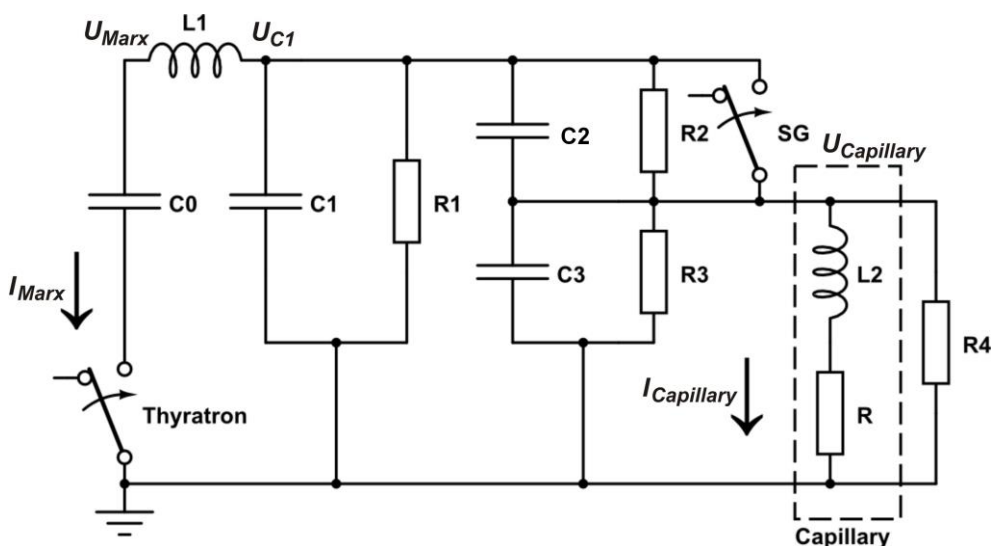 L1
U_Marx
U_C1
C2
R2
SG
U_Capillary
C0
C1
R1
L2
I_Marx
C3
R3
R4
I_Capillary
Thyratron
R
Capillary